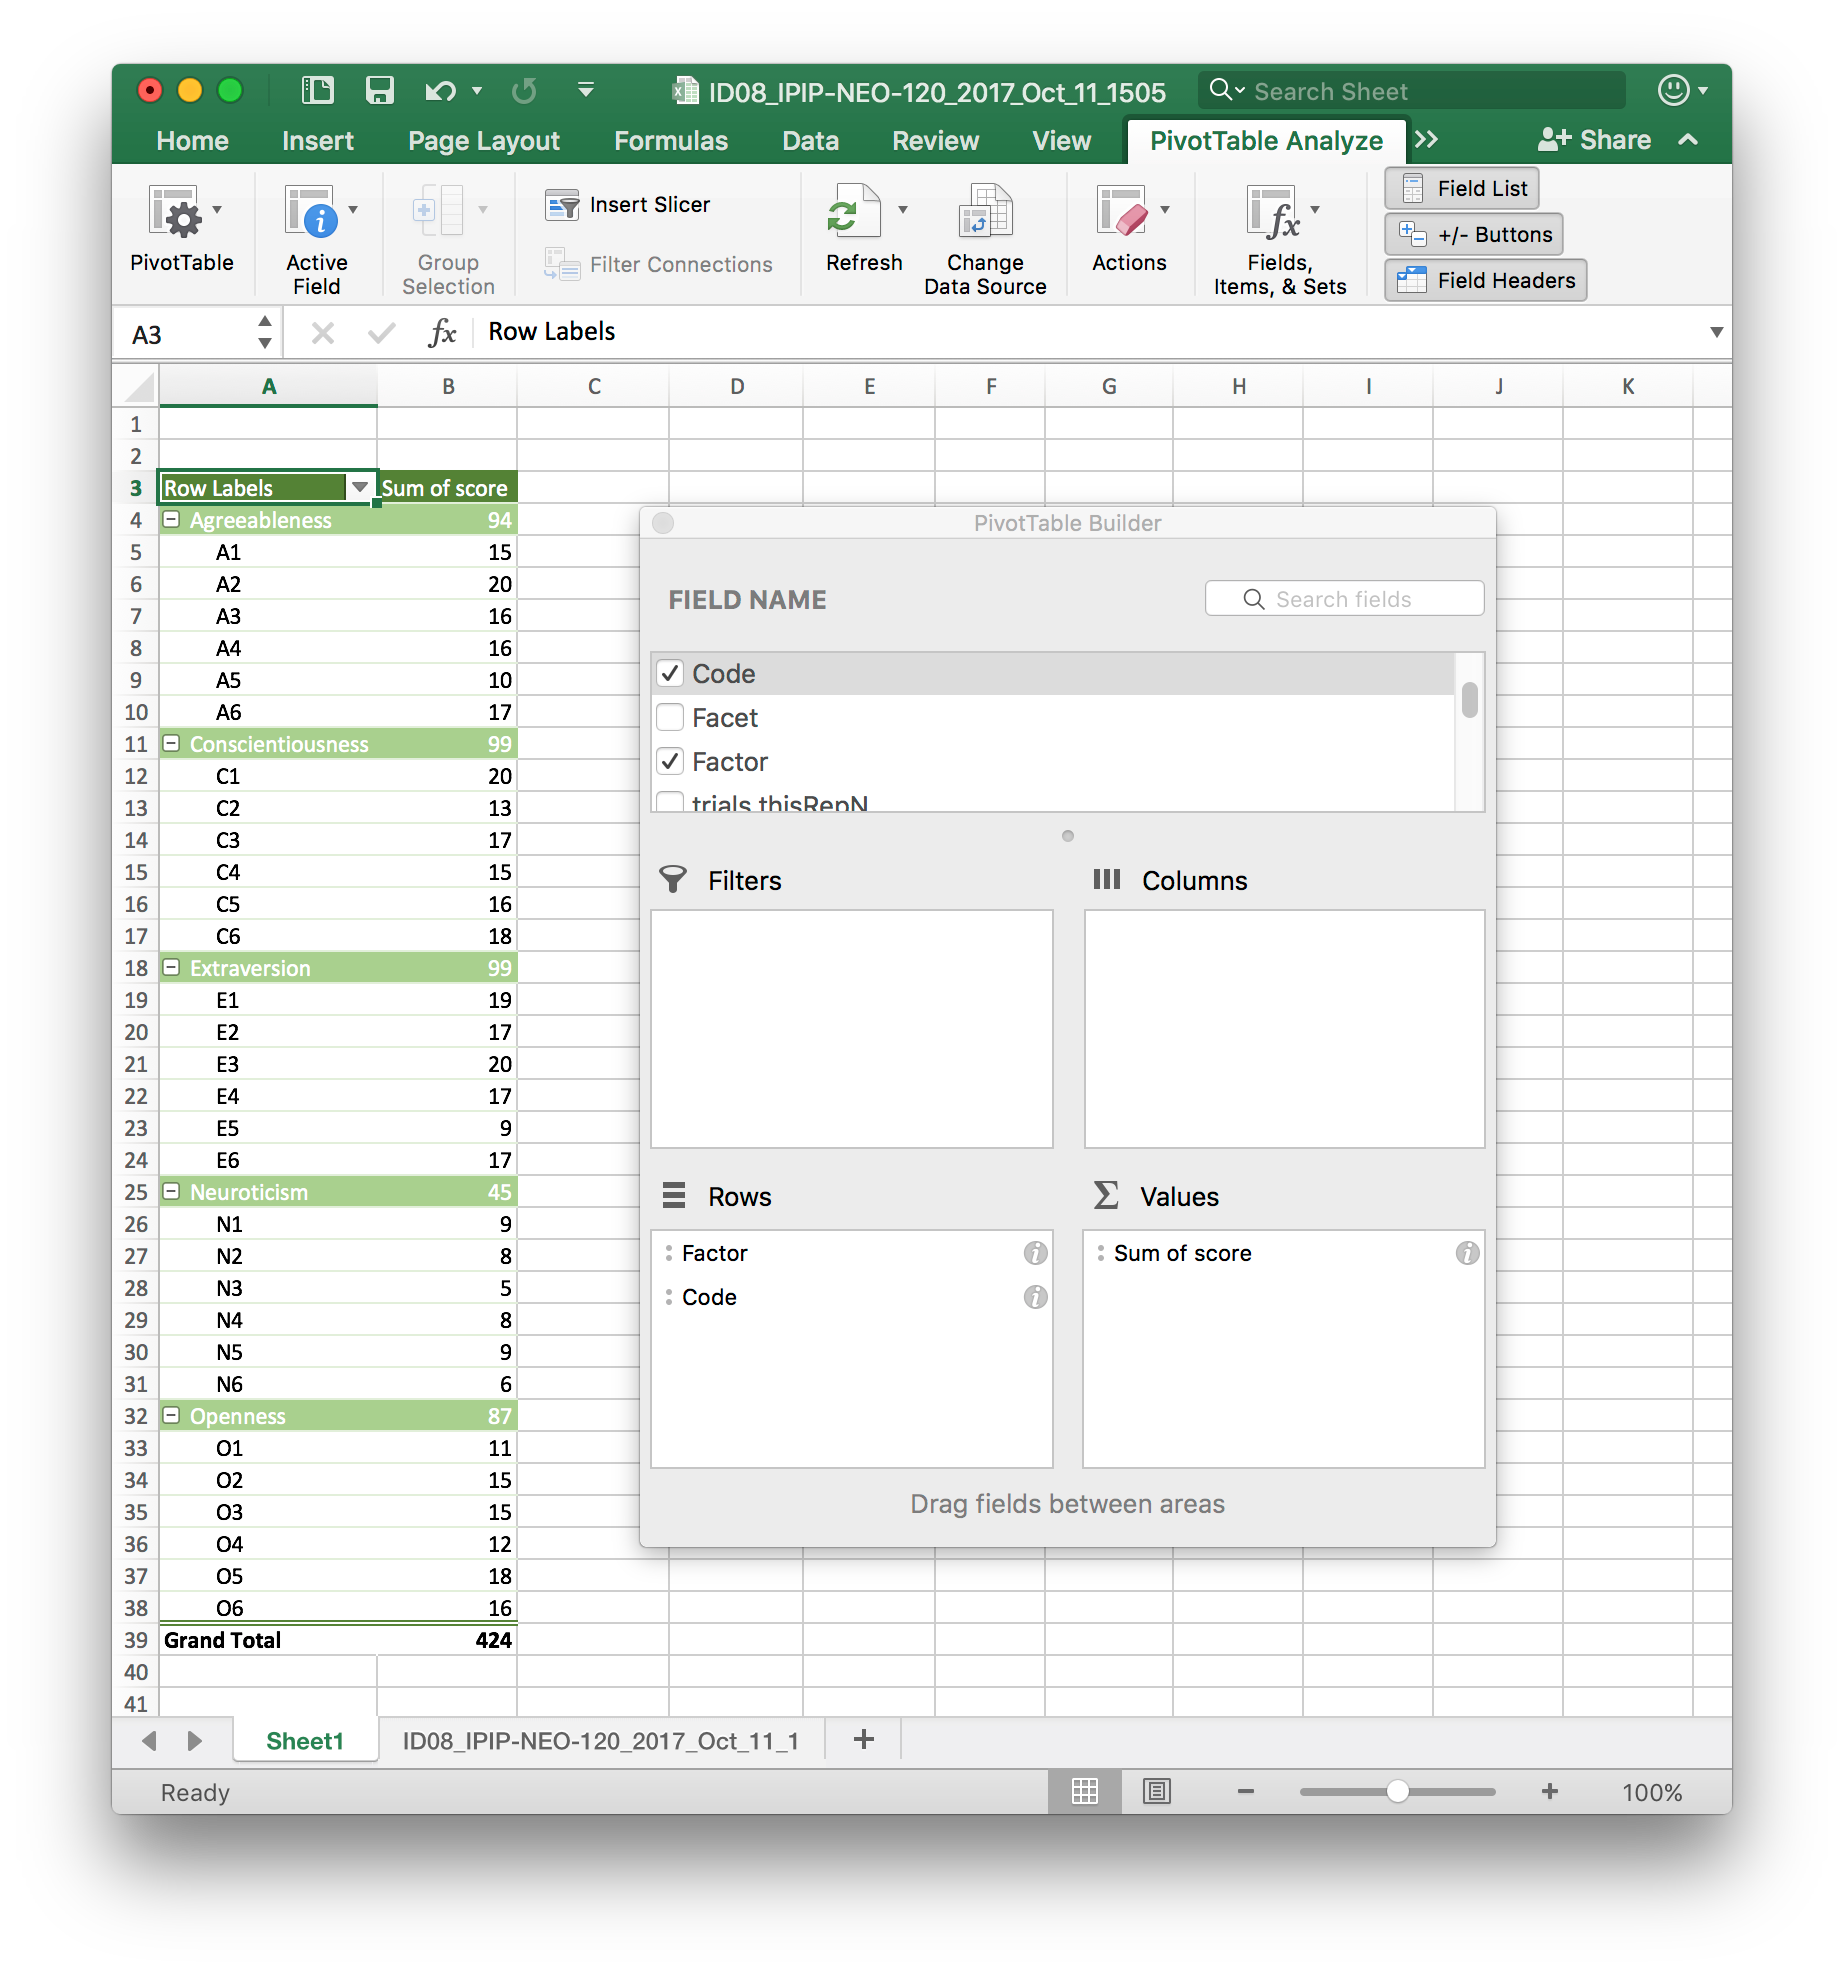 ID08_IPIP-NEO-120_2017_Oct_11_1505
Search Sheet
Home Insert Page Layout Formulas Data Review View PivotTable Analyze Share
PivotTable
Active Field
Group Selection
Insert Slicer
Filter Connections
Refresh
Change Data Source
Actions
Fields, Items, & Sets
Field List
+/- Buttons
Field Headers
A3 fx Row Labels
A B C D E F G H I J K
1
2
3 Row Labels Sum of score
4 Agreeableness 94
5 A1 15
6 A2 20
7 A3 16
8 A4 16
9 A5 10
10 A6 17
11 Conscientiousness 99
12 C1 20
13 C2 13
14 C3 17
15 C4 15
16 C5 16
17 C6 18
18 Extraversion 99
19 E1 19
20 E2 17
21 E3 20
22 E4 17
23 E5 9
24 E6 17
25 Neuroticism 45
26 N1 9
27 N2 8
28 N3 5
29 N4 8
30 N5 9
31 N6 6
32 Openness 87
33 O1 11
34 O2 15
35 O3 15
36 O4 12
37 O5 18
38 O6 16
39 Grand Total 424
40
41
PivotTable Builder
FIELD NAME
Search fields
Code
Facet
Factor
trials.thisRepN
Filters
Columns
Rows
Factor
Code
Values
Sum of score
Drag fields between areas
Sheet1 ID08_IPIP-NEO-120_2017_Oct_11_1 +
Ready
100%